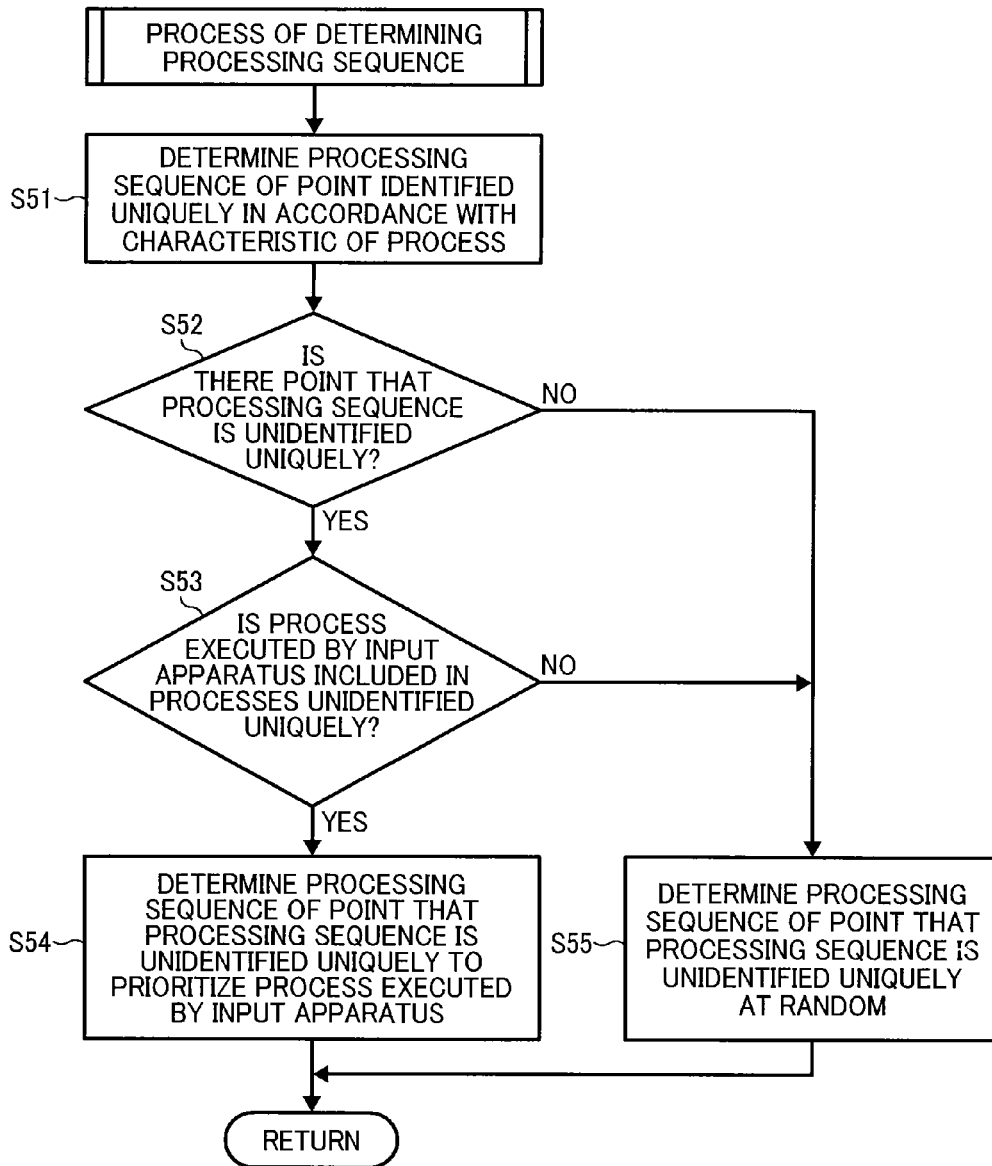 PROCESS OF DETERMINING
PROCESSING SEQUENCE
S51
DETERMINE PROCESSING
SEQUENCE OF POINT IDENTIFIED
UNIQUELY IN ACCORDANCE WITH
CHARACTERISTIC OF PROCESS
S52
IS
THERE POINT THAT
PROCESSING SEQUENCE
IS UNIDENTIFIED
UNIQUELY?
NO
YES
S53
IS PROCESS
EXECUTED BY INPUT
APPARATUS INCLUDED IN
PROCESSES UNIDENTIFIED
UNIQUELY?
NO
YES
S54
DETERMINE PROCESSING
SEQUENCE OF POINT THAT
PROCESSING SEQUENCE IS
UNIDENTIFIED UNIQUELY TO
PRIORITIZE PROCESS EXECUTED
BY INPUT APPARATUS
S55
DETERMINE PROCESSING
SEQUENCE OF POINT THAT
PROCESSING SEQUENCE IS
UNIDENTIFIED UNIQUELY
AT RANDOM
RETURN